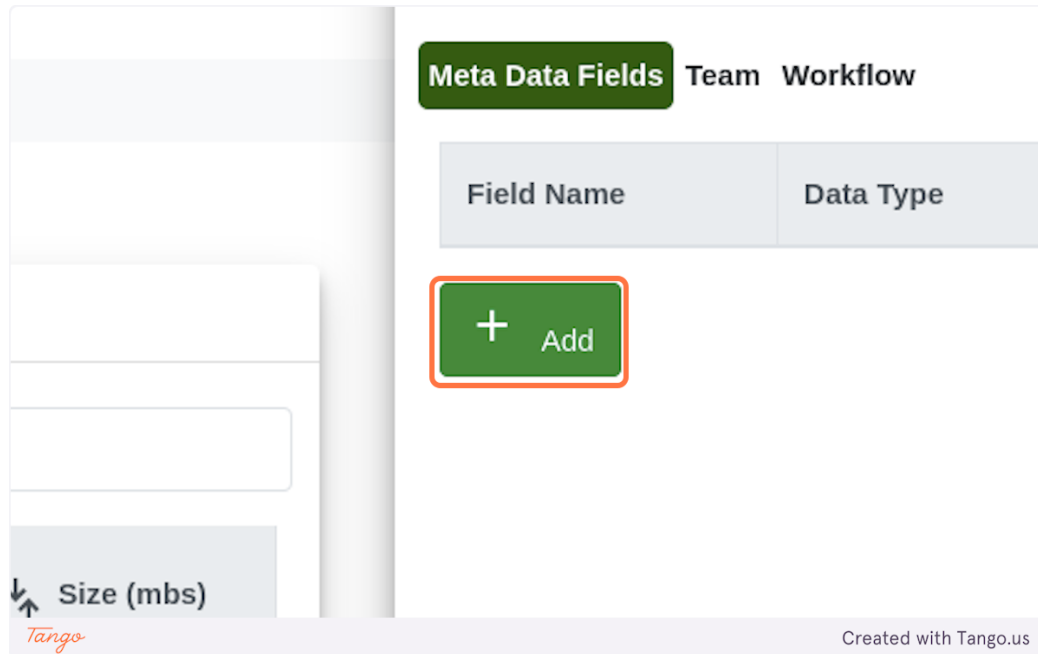 Meta Data Fields Team Workflow
Field Name Data Type
+ Add
Size (mbs)
Tango Created with Tango.us